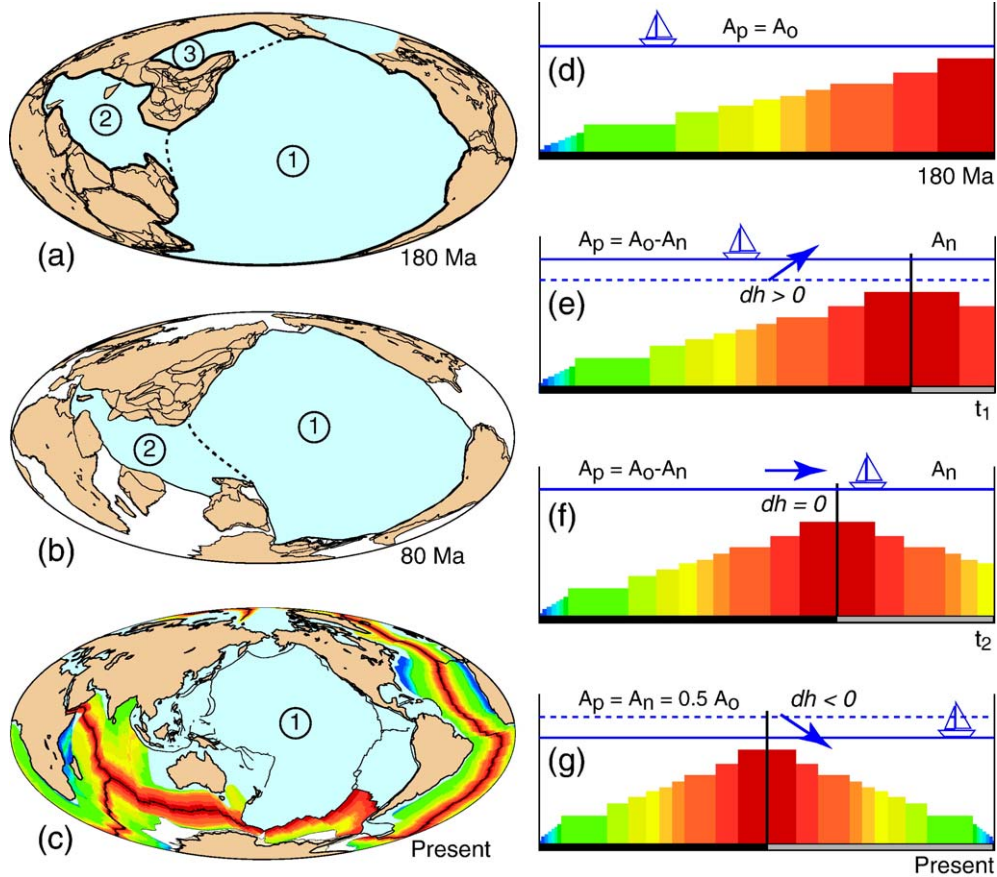 ③
②
①
(a)
180 Ma
②
①
(b)
80 Ma
①
(c)
Present
Aₚ = Aₒ
(d)
180 Ma
Aₚ = Aₒ-Aₙ
Aₙ
(e)
dh > 0
t₁
Aₚ = Aₒ-Aₙ
Aₙ
(f)
dh = 0
t₂
Aₚ = Aₙ = 0.5 Aₒ
dh < 0
(g)
Present